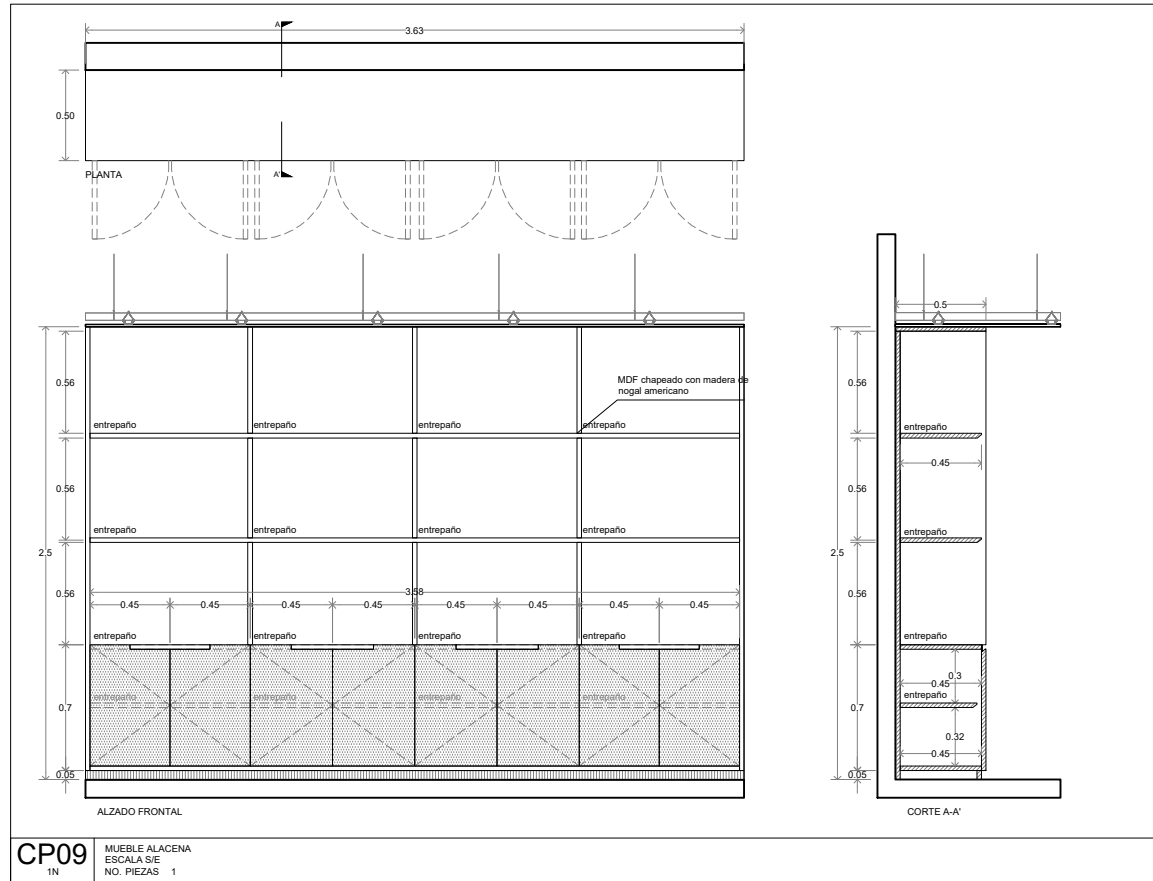 A
3.63
0.50
PLANTA
A'
0.5
MDF chapeado con madera de
nogal americano
0.56
entrepaño entrepaño entrepaño entrepaño
0.56
entrepaño
0.45
0.56
entrepaño entrepaño entrepaño entrepaño
0.56
entrepaño
2.5
2.5
3.58
0.56
0.45 0.45 0.45 0.45 0.45 0.45 0.45 0.45
0.56
entrepaño entrepaño entrepaño entrepaño
entrepaño
0.3
0.45
entrepaño entrepaño entrepaño entrepaño
entrepaño
0.7
0.7
0.32
0.45
0.05
0.05
ALZADO FRONTAL
CORTE A-A'
CP09
1N
MUEBLE ALACENA
ESCALA S/E
NO. PIEZAS 1